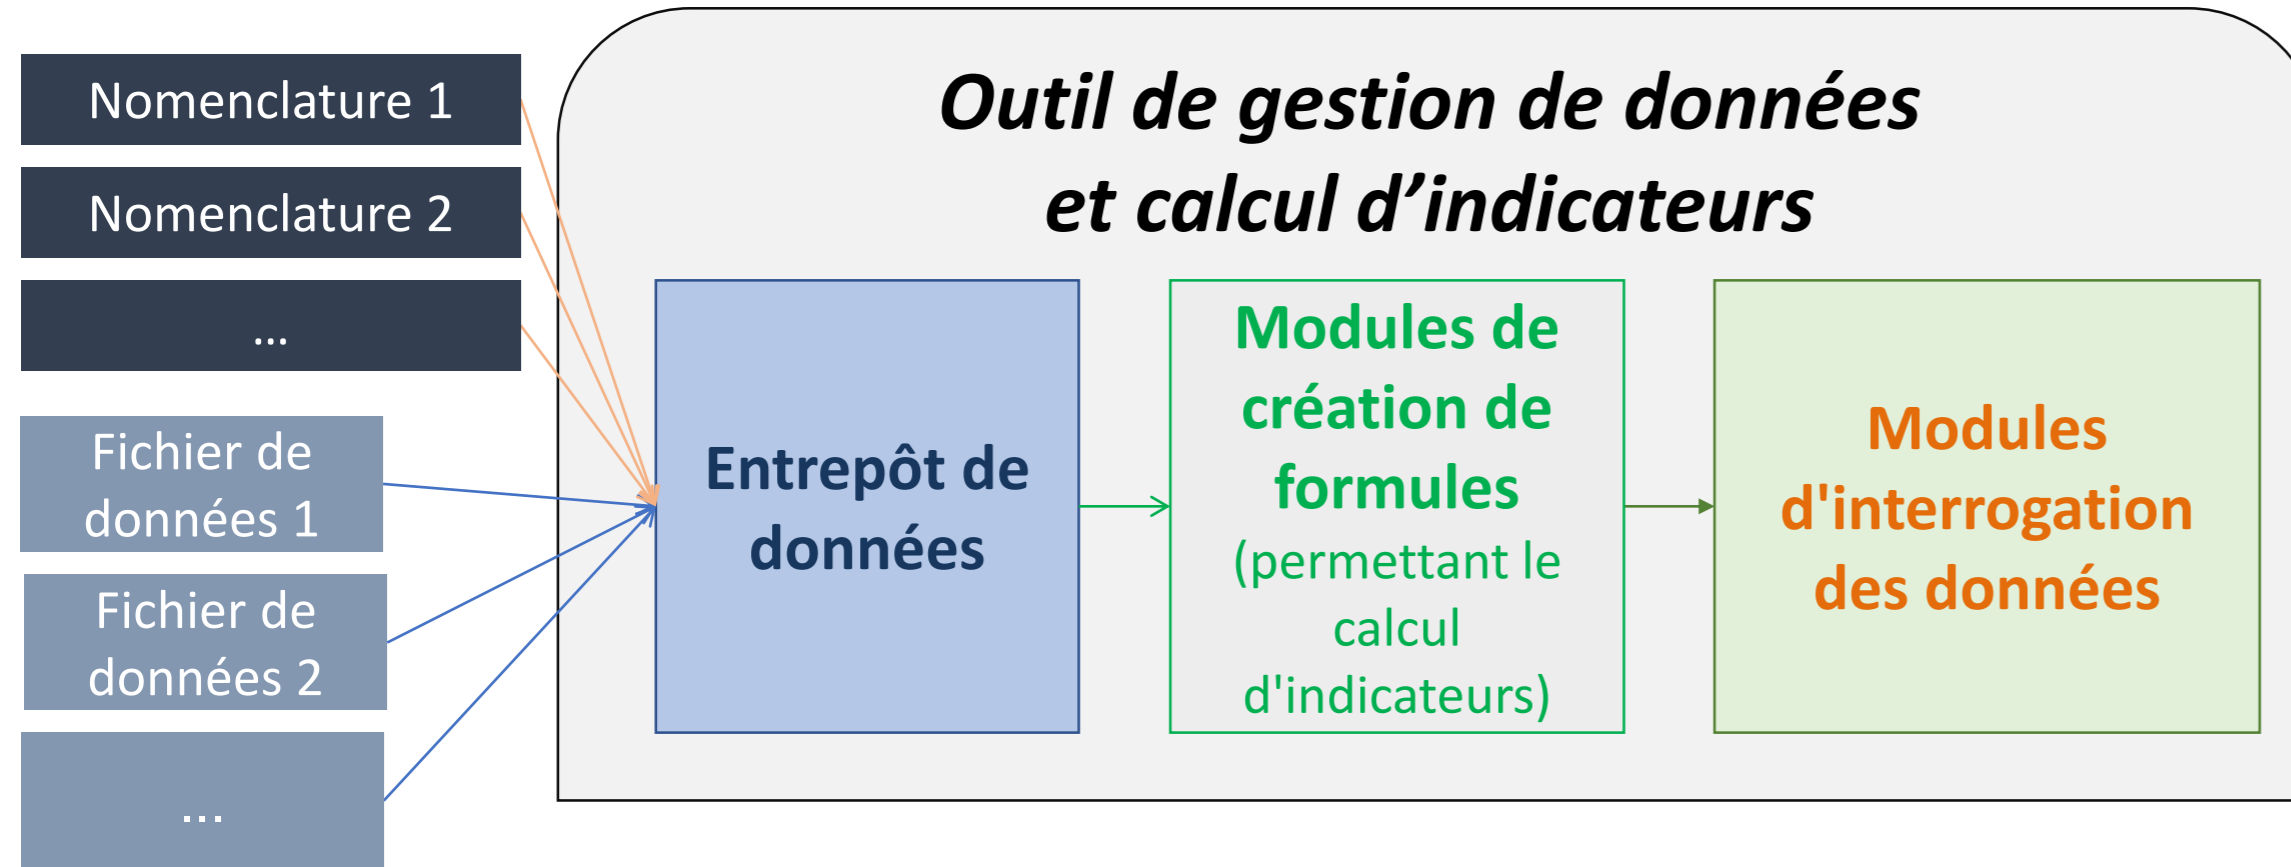 Nomenclature 1
Nomenclature 2
...
Fichier de
données 1
Fichier de
données 2
...
Outil de gestion de données
et calcul d’indicateurs
Entrepôt de
données
Modules de
création de
formules
(permettant le
calcul
d'indicateurs)
Modules
d'interrogation
des données